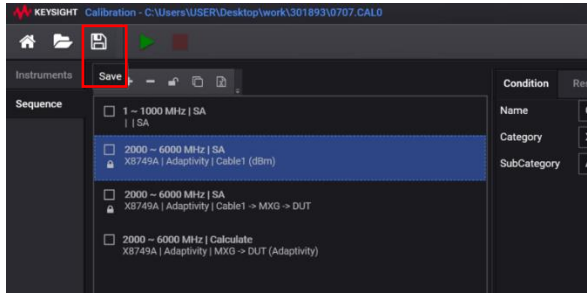 KEYSIGHT Calibration - C:\Users\USER\Desktop\work\301893\0707.CAL0
Instruments
Save
Condition
Sequence
1 ~ 1000 MHz | SA
| | SA
Name
2000 ~ 6000 MHz | SA
X8749A | Adaptivity | Cable1 (dBm)
Category
SubCategory
2000 ~ 6000 MHz | SA
X8749A | Adaptivity | Cable1 -> MXG -> DUT
2000 ~ 6000 MHz | Calculate
X8749A | Adaptivity | MXG -> DUT (Adaptivity)